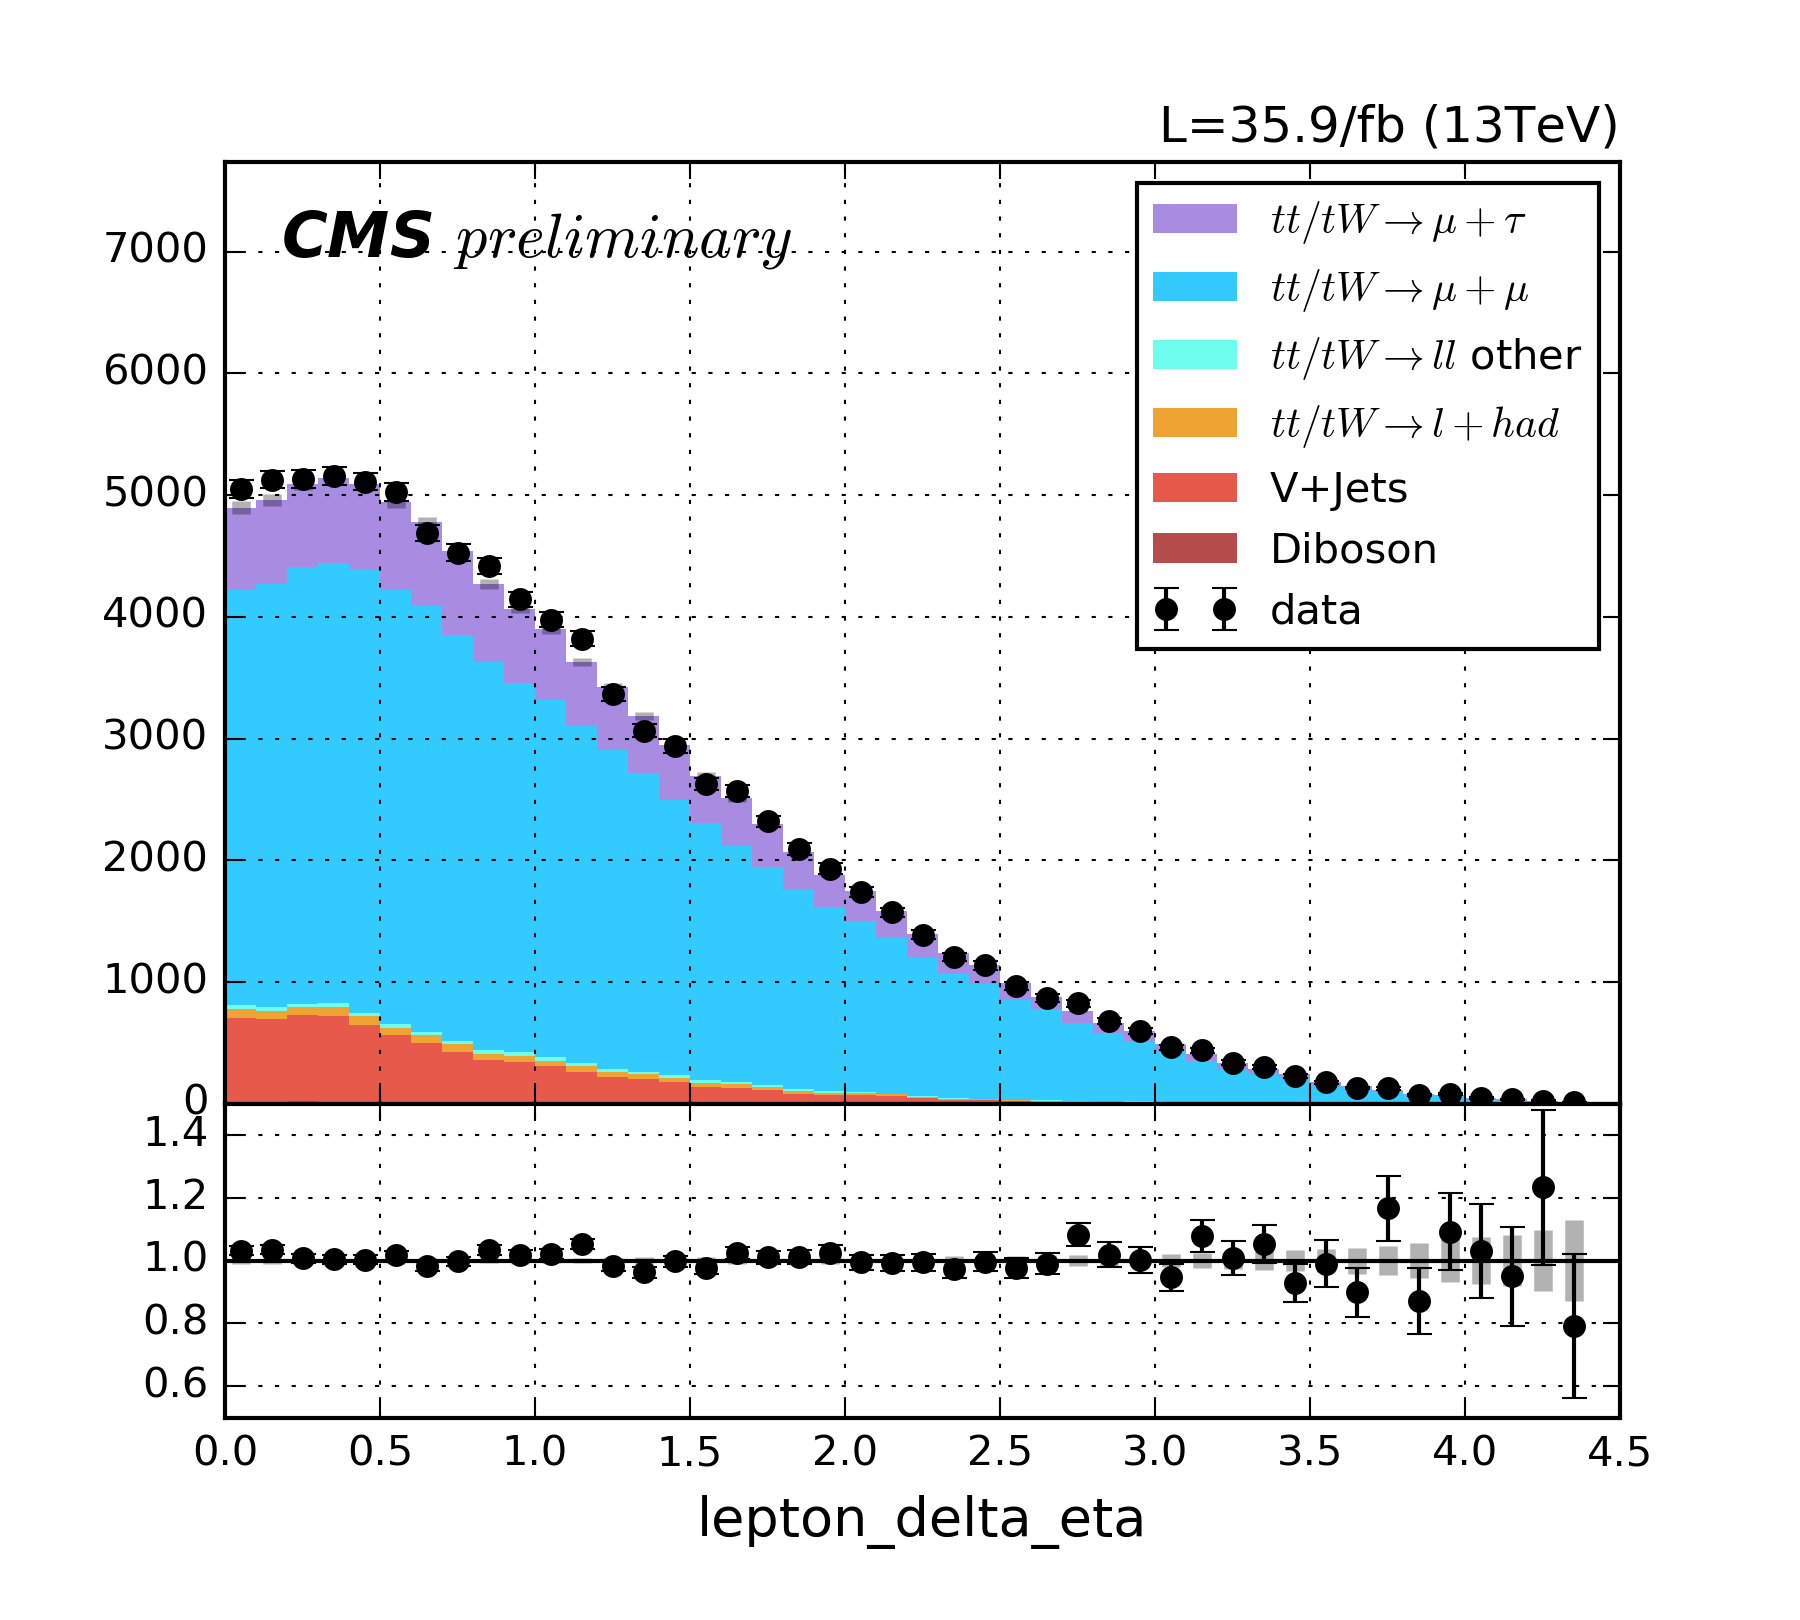 L=35.9/fb (13TeV)
CMS preliminary
tt/tW→μ+τ
tt/tW→μ+μ
tt/tW→ll other
tt/tW→l+had
V+Jets
Diboson
data
7000
6000
5000
4000
3000
2000
1000
0
1.4
1.2
1.0
0.8
0.6
0.0 0.5 1.0 1.5 2.0 2.5 3.0 3.5 4.0 4.5
lepton_delta_eta